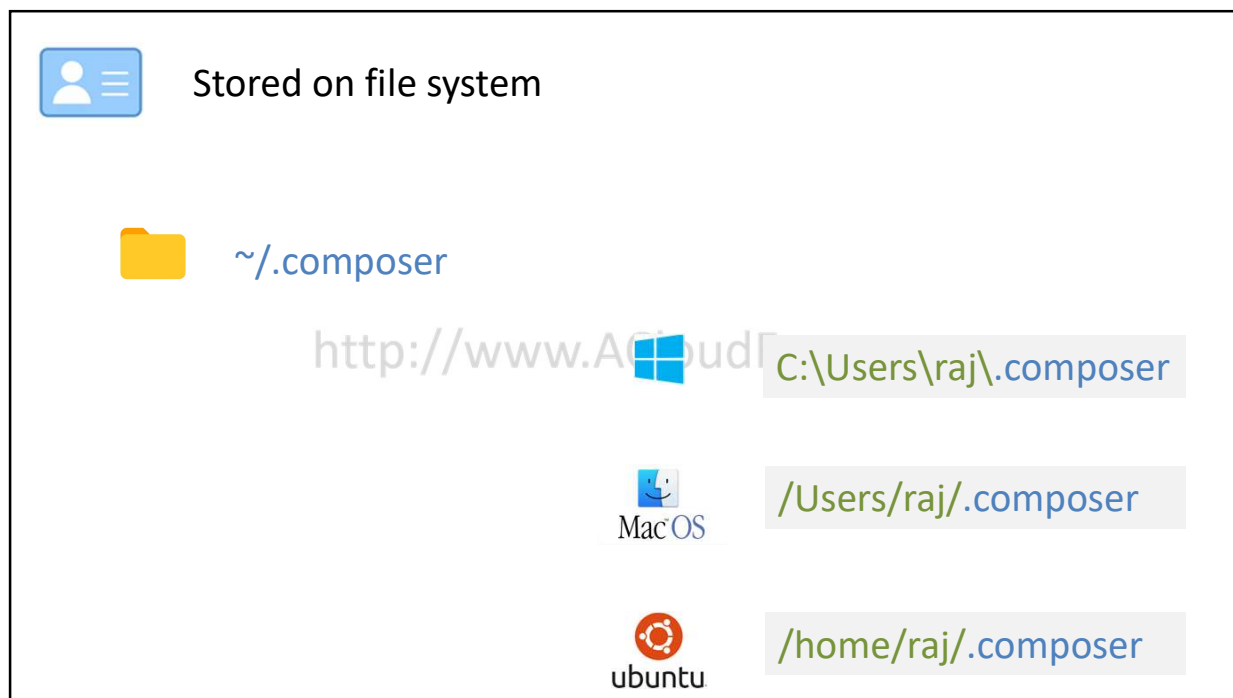 Stored on file system
~/.composer
http://www.
C:\Users\raj\.composer
Mac OS
/Users/raj/.composer
ubuntu
/home/raj/.composer